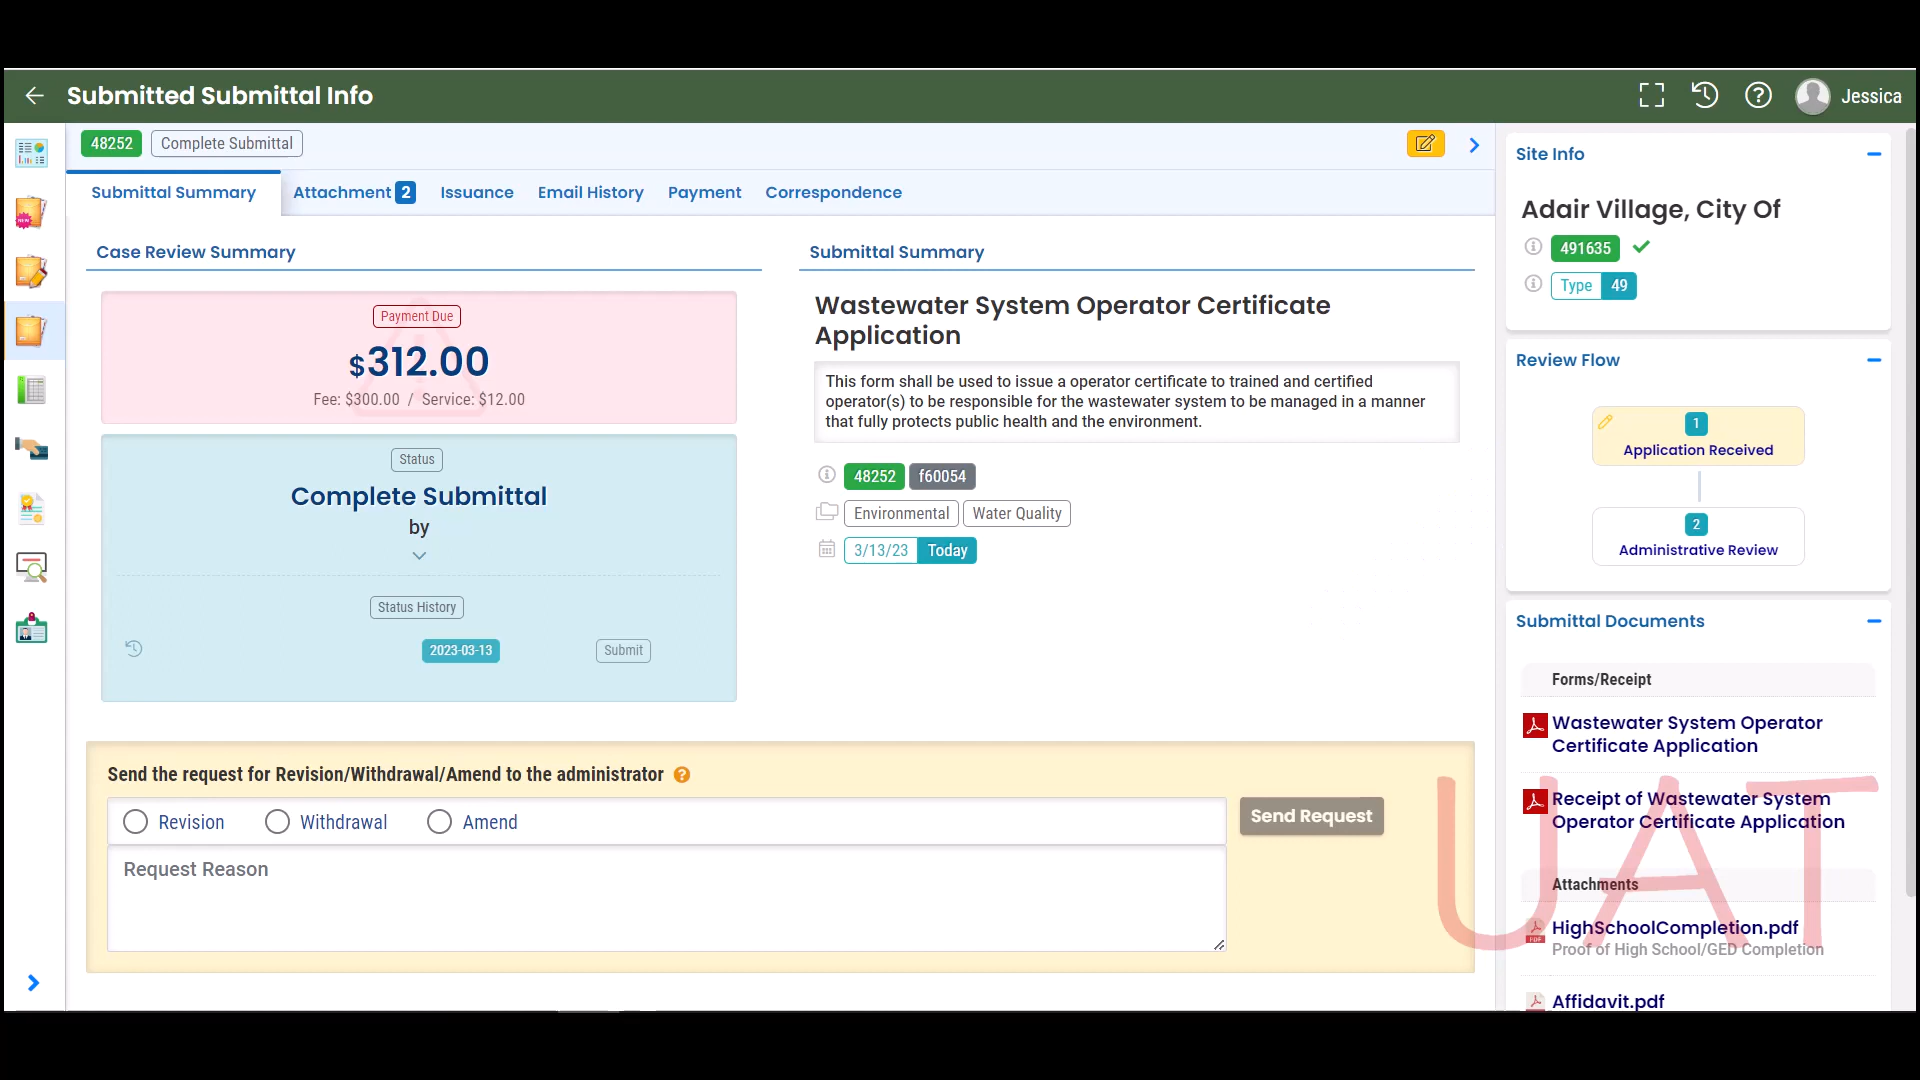 Submitted Submittal Info
Jessica
48252 Complete Submittal
Submittal Summary Attachment 2 Issuance Email History Payment Correspondence
Case Review Summary
Payment Due
$312.00
Fee: $300.00 / Service: $12.00
Status
Complete Submittal
by
Status History
2023-03-13 Submit
Submittal Summary
Wastewater System Operator Certificate
Application
This form shall be used to issue a operator certificate to trained and certified
operator(s) to be responsible for the wastewater system to be managed in a manner
that fully protects public health and the environment.
48252 f60054
Environmental Water Quality
3/13/23 Today
Send the request for Revision/Withdrawal/Amend to the administrator ?
Revision Withdrawal Amend
Send Request
Request Reason
Site Info
Adair Village, City Of
491635
Type 49
Review Flow
1
Application Received
2
Administrative Review
Submittal Documents
Forms/Receipt
Wastewater System Operator
Certificate Application
Receipt of Wastewater System
Operator Certificate Application
Attachments
HighSchoolCompletion.pdf
Proof of High School/GED Completion
Affidavit.pdf
UAT